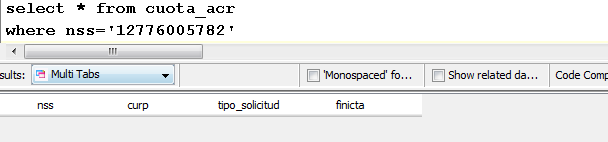 select * from cuota_acr
where nss='12776005782'
sults: Multi Tabs 'Monospaced' fo... Show related da... Code Comp
nss curp tipo_solicitud finicta